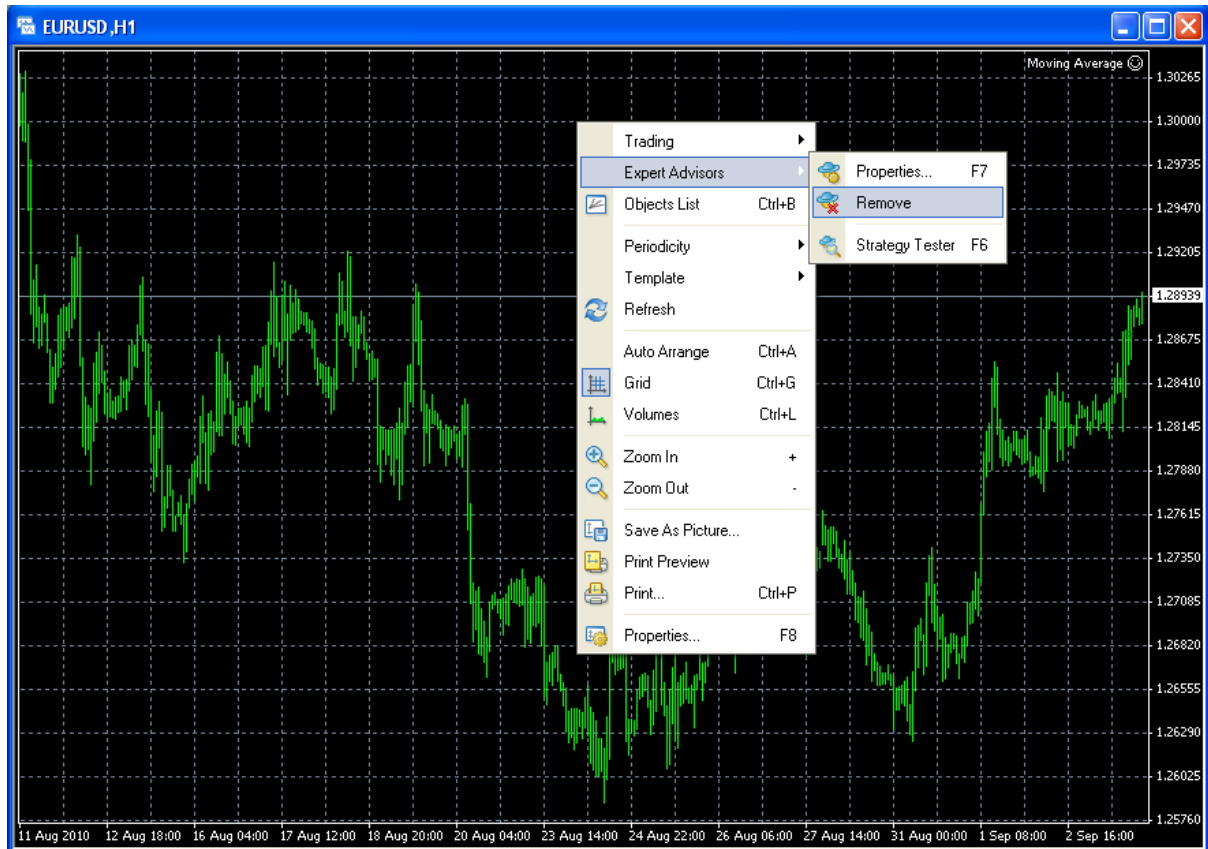 EURUSD,H1
Moving Average
1.30265
1.30000
1.29735
1.29470
1.29205
1.28939
1.28675
1.28410
1.28145
1.27880
1.27615
1.27350
1.27085
1.26820
1.26555
1.26290
1.26025
1.25760
Trading
Expert Advisors
Objects List Ctrl+B
Periodicity
Template
Refresh
Auto Arrange Ctrl+A
Grid Ctrl+G
Volumes Ctrl+L
Zoom In +
Zoom Out -
Save As Picture...
Print Preview
Print... Ctrl+P
Properties... F8
Properties... F7
Remove
Strategy Tester F6
11 Aug 2010 12 Aug 18:00 16 Aug 04:00 17 Aug 12:00 18 Aug 20:00 20 Aug 04:00 23 Aug 14:00 24 Aug 22:00 26 Aug 06:00 27 Aug 14:00 31 Aug 00:00 1 Sep 08:00 2 Sep 16:00